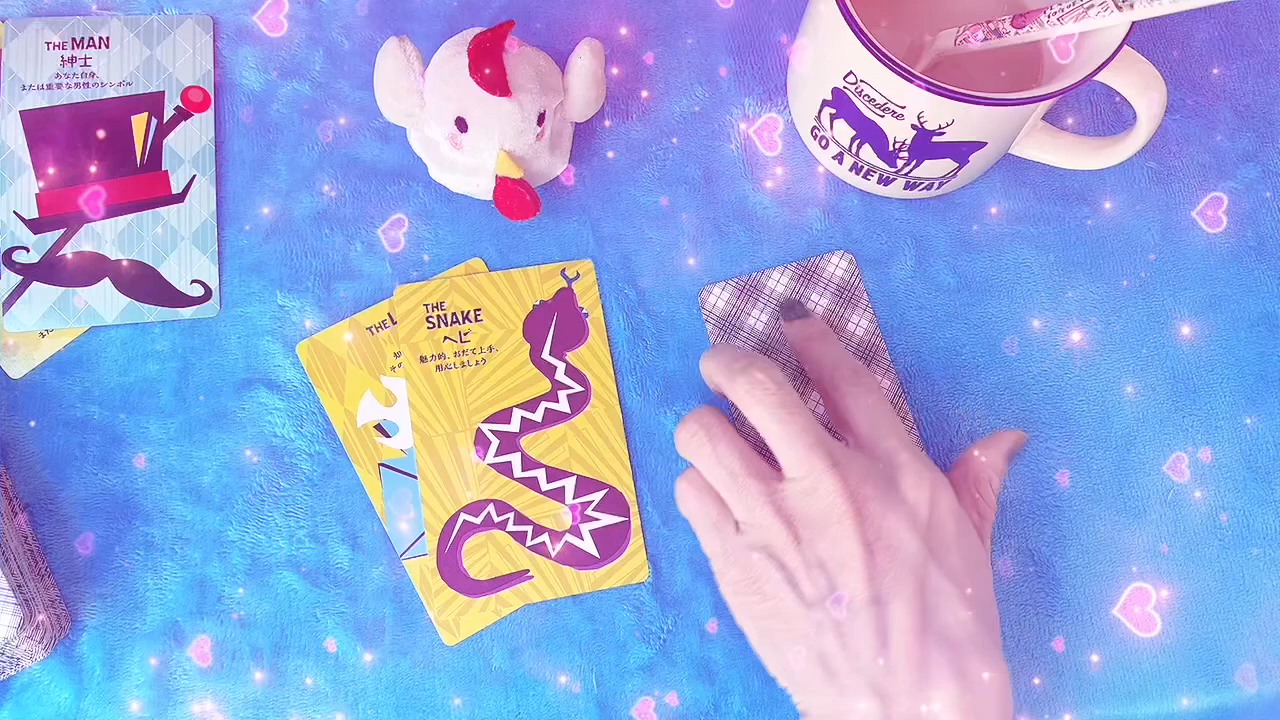 THE MAN
紳士
あなた自身、
または重要な男性のシンボル
THE
SNAKE
ヘビ
魅力的、おだて上手、
用心しましょう
THE L
Discedere
GO A NEW WAY